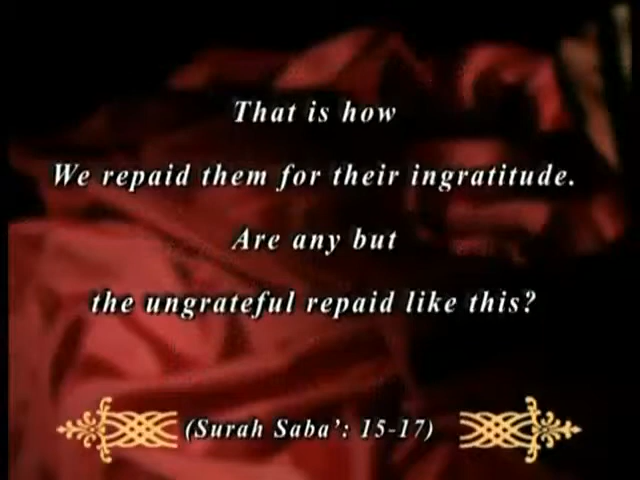 That is how
We repaid them for their ingratitude.
Are any but
the ungrateful repaid like this?
(Surah Saba’: 15-17)